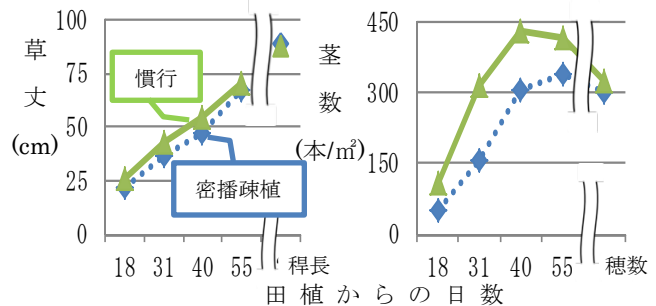 草丈(cm)
100
75
50
25
0
慣行
密播疎植
18 31 40 55 稈長
茎数(本/㎡)
450
300
150
0
18 31 40 55 穂数
田植からの日数